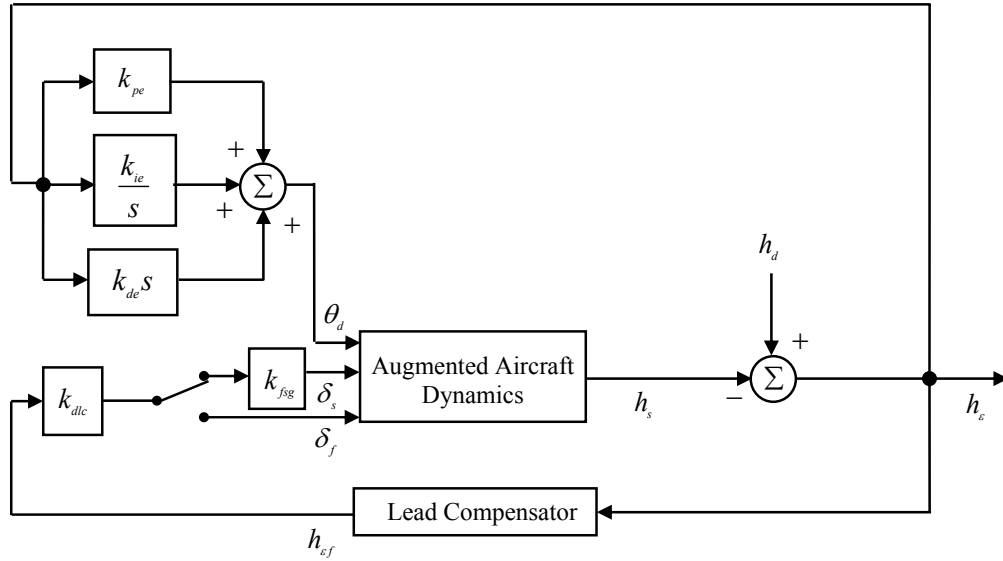 k_pe
+
k_ie
s
Σ
+
+
k_de s
h_d
θ_d
+
Augmented Aircraft
Dynamics
Σ
k_dlc
k_fsg
δ_s
h_s
−
h_ε
δ_f
Lead Compensator
h_εf